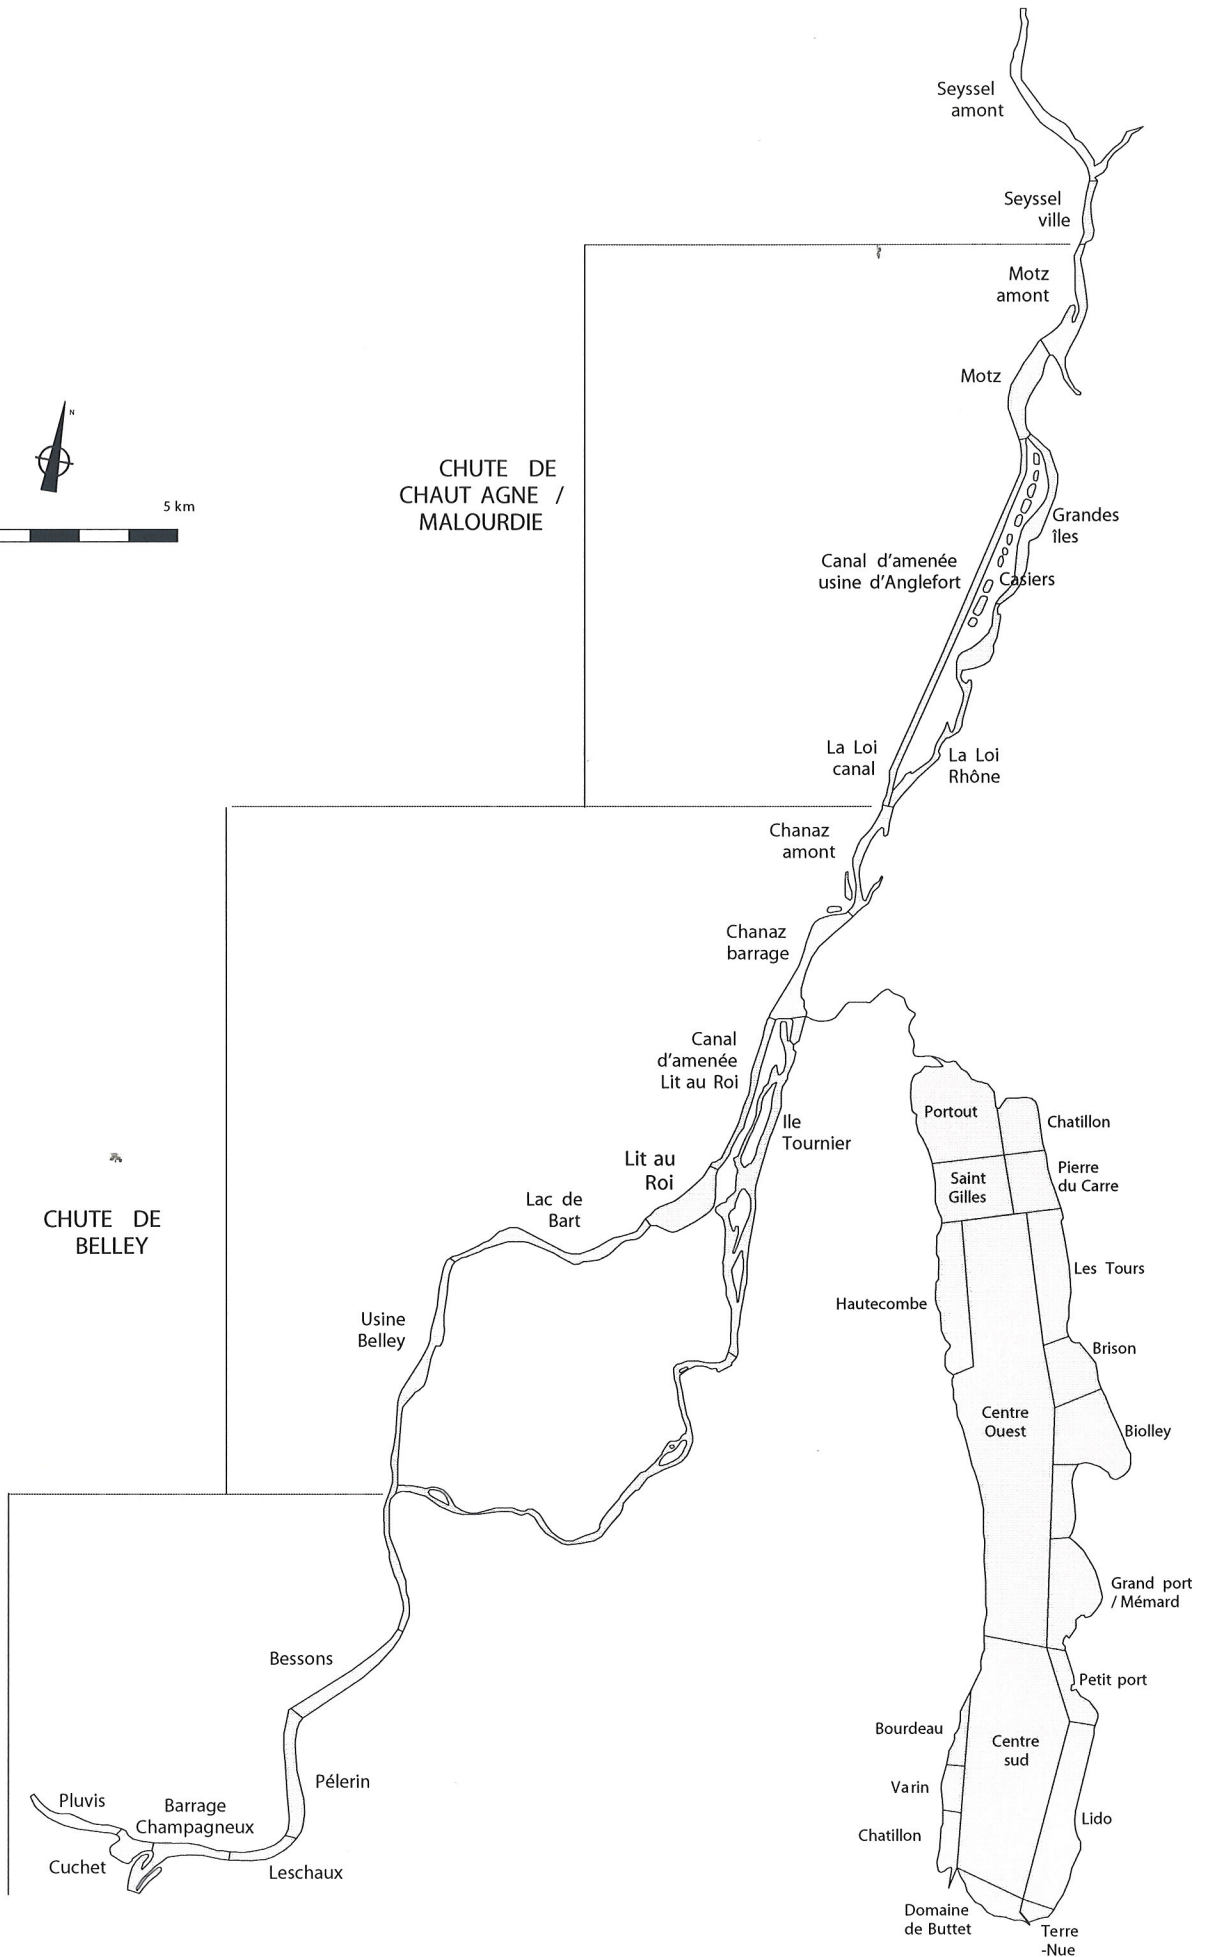 Seyssel
amont
Seyssel
ville
Motz
amont
Motz
N
5 km
CHUTE DE
CHAUT AGNE /
MALOURDIE
Grandes
îles
Canal d'amenée
usine d'Anglefort
Casiers
La Loi
canal
La Loi
Rhône
Chanaz
amont
Chanaz
barrage
Canal
d'amenée
Lit au Roi
Ile
Tournier
Portout
Chatillon
Lit au
Roi
Saint
Gilles
Pierre
du Carre
Lac de
Bart
CHUTE DE
BELLEY
Les Tours
Hautecombe
Usine
Belley
Brison
Centre
Ouest
Biolley
Grand port
/ Mémard
Bessons
Petit port
Bourdeau
Centre
sud
Pélerin
Varin
Pluvis
Barrage
Champagneux
Lido
Chatillon
Cuchet
Leschaux
Domaine
de Buttet
Terre
-Nue